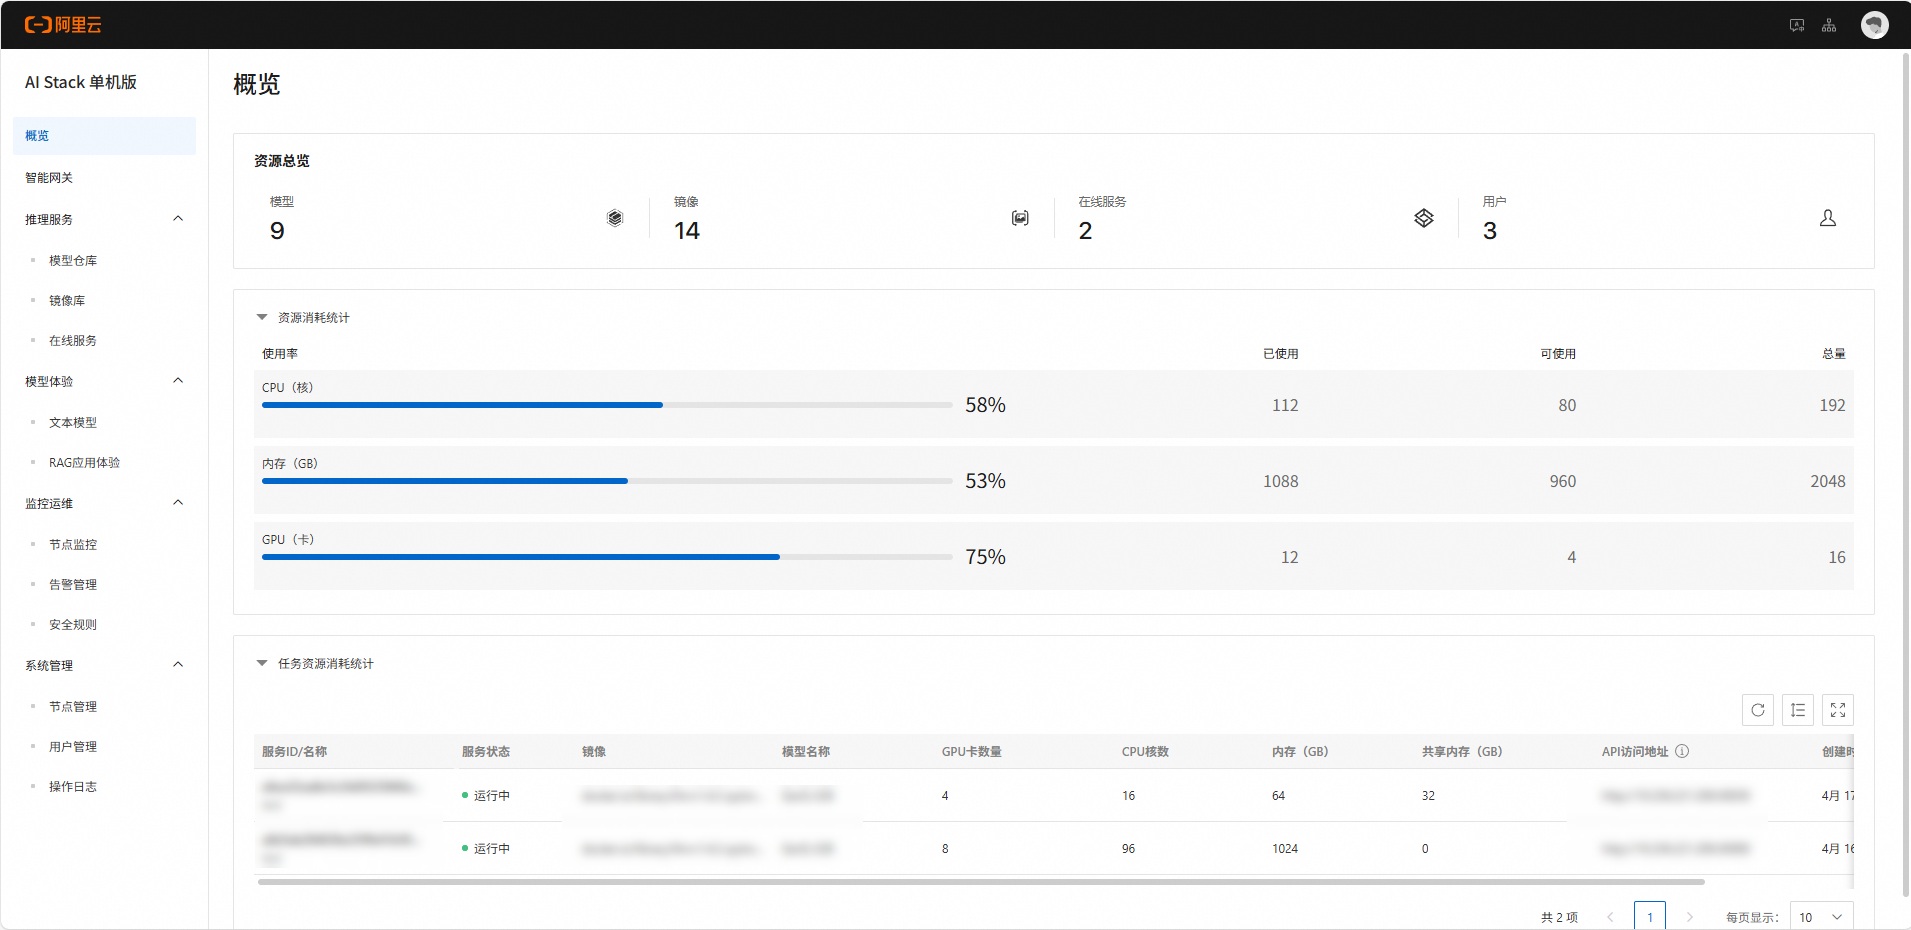 阿里云
AI Stack 单机版
概览
智能网关
推理服务
模型仓库
镜像库
在线服务
模型体验
文本模型
RAG应用体验
监控运维
节点监控
告警管理
安全规则
系统管理
节点管理
用户管理
操作日志
概览
资源总览
模型 镜像 在线服务 用户
9 14 2 3
资源消耗统计
使用率 已使用 可使用 总量
CPU（核）
58% 112 80 192
内存（GB）
53% 1088 960 2048
GPU（卡）
75% 12 4 16
任务资源消耗统计
服务ID/名称 服务状态 镜像 模型名称 GPU卡数量 CPU核数 内存（GB） 共享内存（GB） API访问地址 创建时
运行中 4 16 64 32 4月 17
运行中 8 96 1024 0 4月 16
共 2 项 1 每页显示： 10